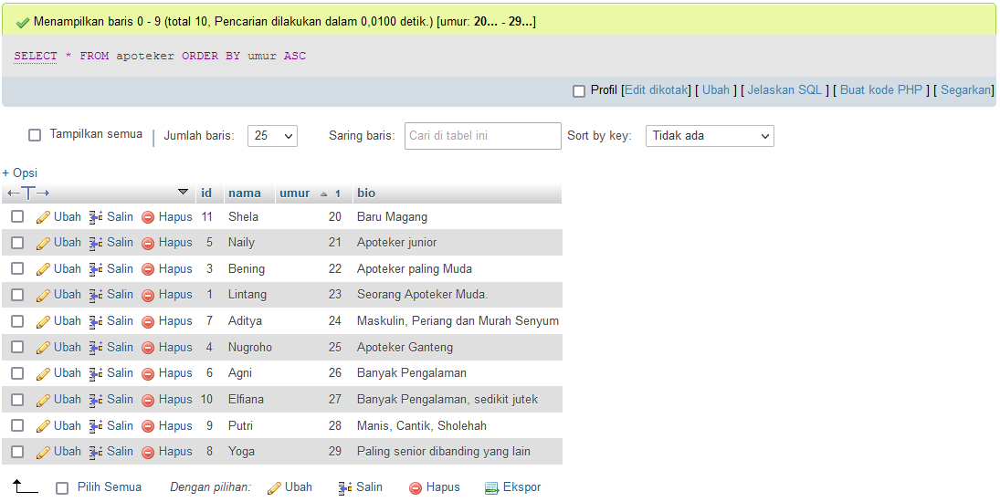 Menampilkan baris 0 - 9 (total 10, Pencarian dilakukan dalam 0,0100 detik.) [umur: 20... - 29...]
SELECT * FROM apoteker ORDER BY umur ASC
Profil [Edit dikotak] [ Ubah ] [ Jelaskan SQL ] [ Buat kode PHP ] [ Segarkan]
Tampilkan semua | Jumlah baris: 25 Saring baris: Cari di tabel ini Sort by key: Tidak ada
+ Opsi
←T→ id nama umur 1 bio
Ubah Salin Hapus 11 Shela 20 Baru Magang
Ubah Salin Hapus 5 Naily 21 Apoteker junior
Ubah Salin Hapus 3 Bening 22 Apoteker paling Muda
Ubah Salin Hapus 1 Lintang 23 Seorang Apoteker Muda.
Ubah Salin Hapus 7 Aditya 24 Maskulin, Periang dan Murah Senyum
Ubah Salin Hapus 4 Nugroho 25 Apoteker Ganteng
Ubah Salin Hapus 6 Agni 26 Banyak Pengalaman
Ubah Salin Hapus 10 Elfiana 27 Banyak Pengalaman, sedikit jutek
Ubah Salin Hapus 9 Putri 28 Manis, Cantik, Sholehah
Ubah Salin Hapus 8 Yoga 29 Paling senior dibanding yang lain
Pilih Semua Dengan pilihan: Ubah Salin Hapus Ekspor